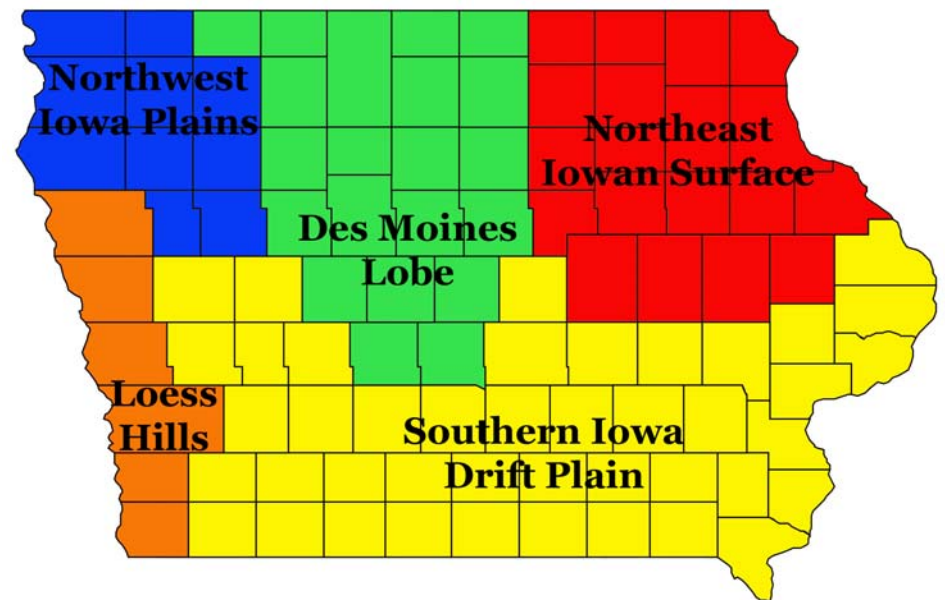 Northwest
Iowa Plains
Northeast
Iowan Surface
Des Moines
Lobe
Loess
Hills
Southern Iowa
Drift Plain